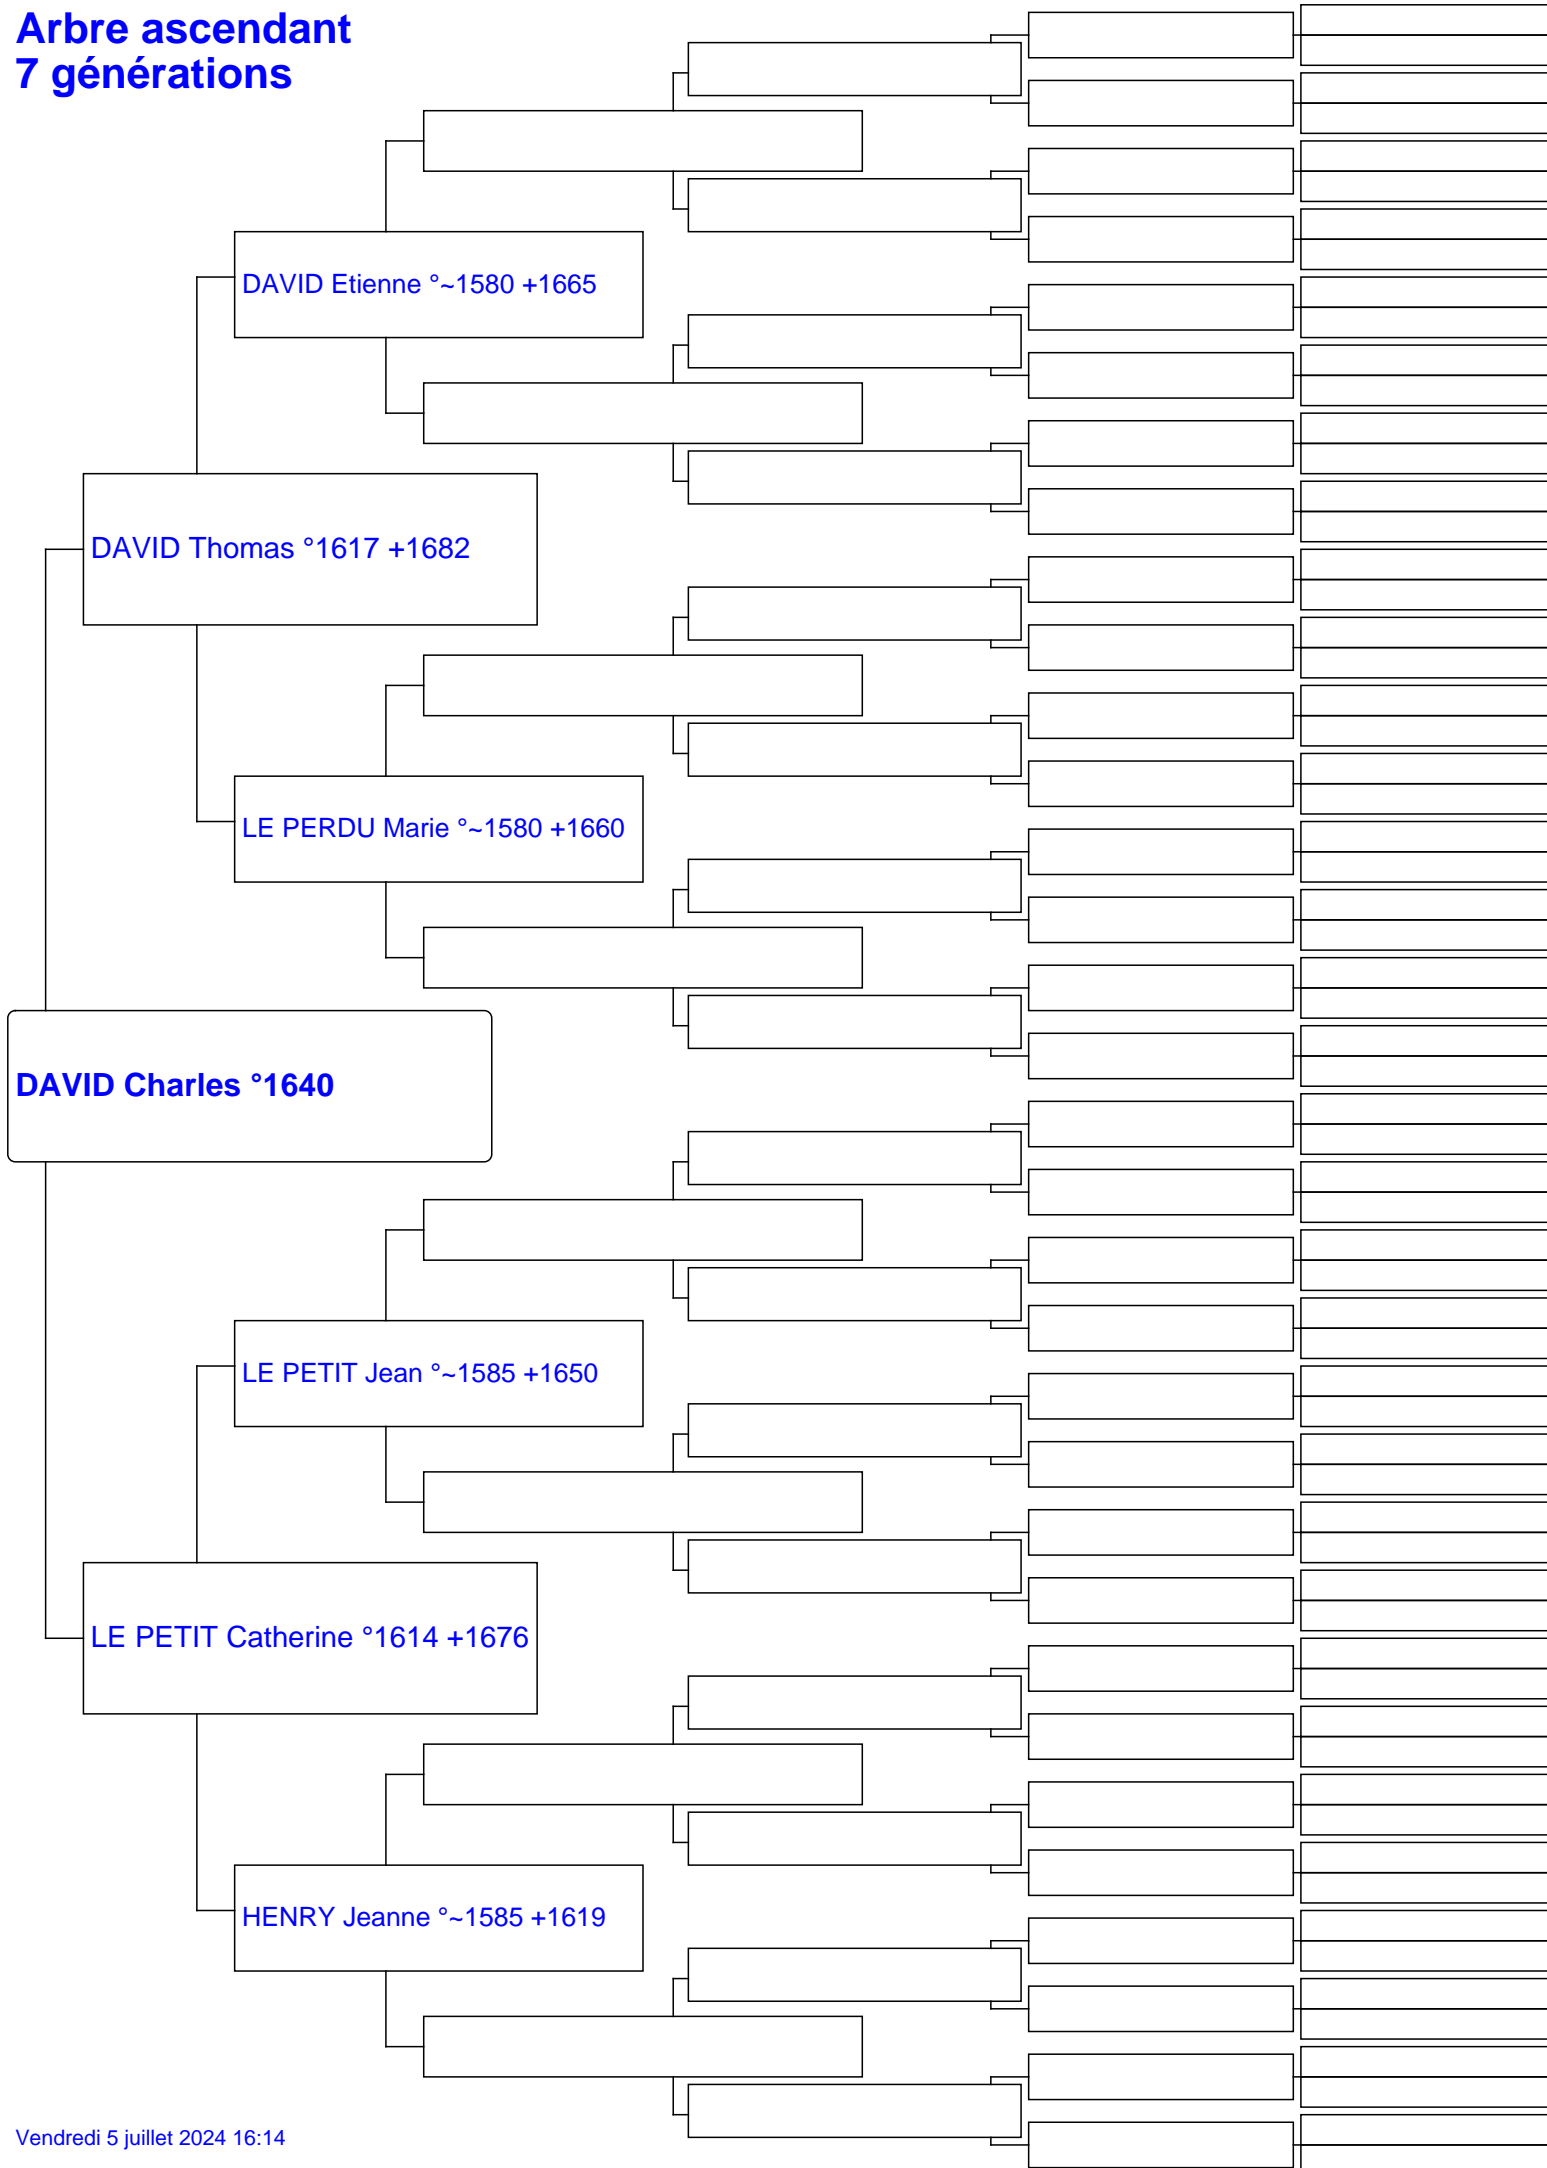 Arbre ascendant
7 générations
DAVID Etienne °~1580 +1665
DAVID Thomas °1617 +1682
LE PERDU Marie °~1580 +1660
DAVID Charles °1640
LE PETIT Jean °~1585 +1650
LE PETIT Catherine °1614 +1676
HENRY Jeanne °~1585 +1619
Vendredi 5 juillet 2024 16:14